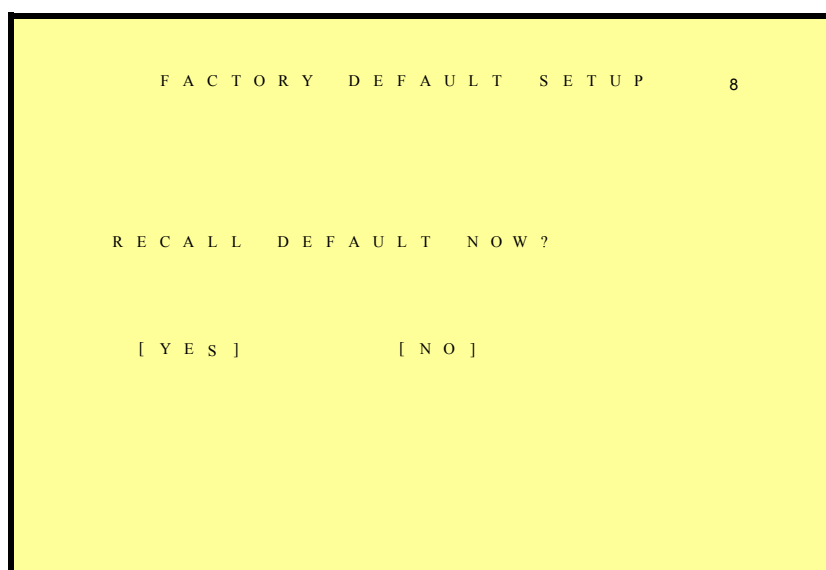 FACTORY DEFAULT SETUP 8
RECALL DEFAULT NOW?
[YES] [NO]